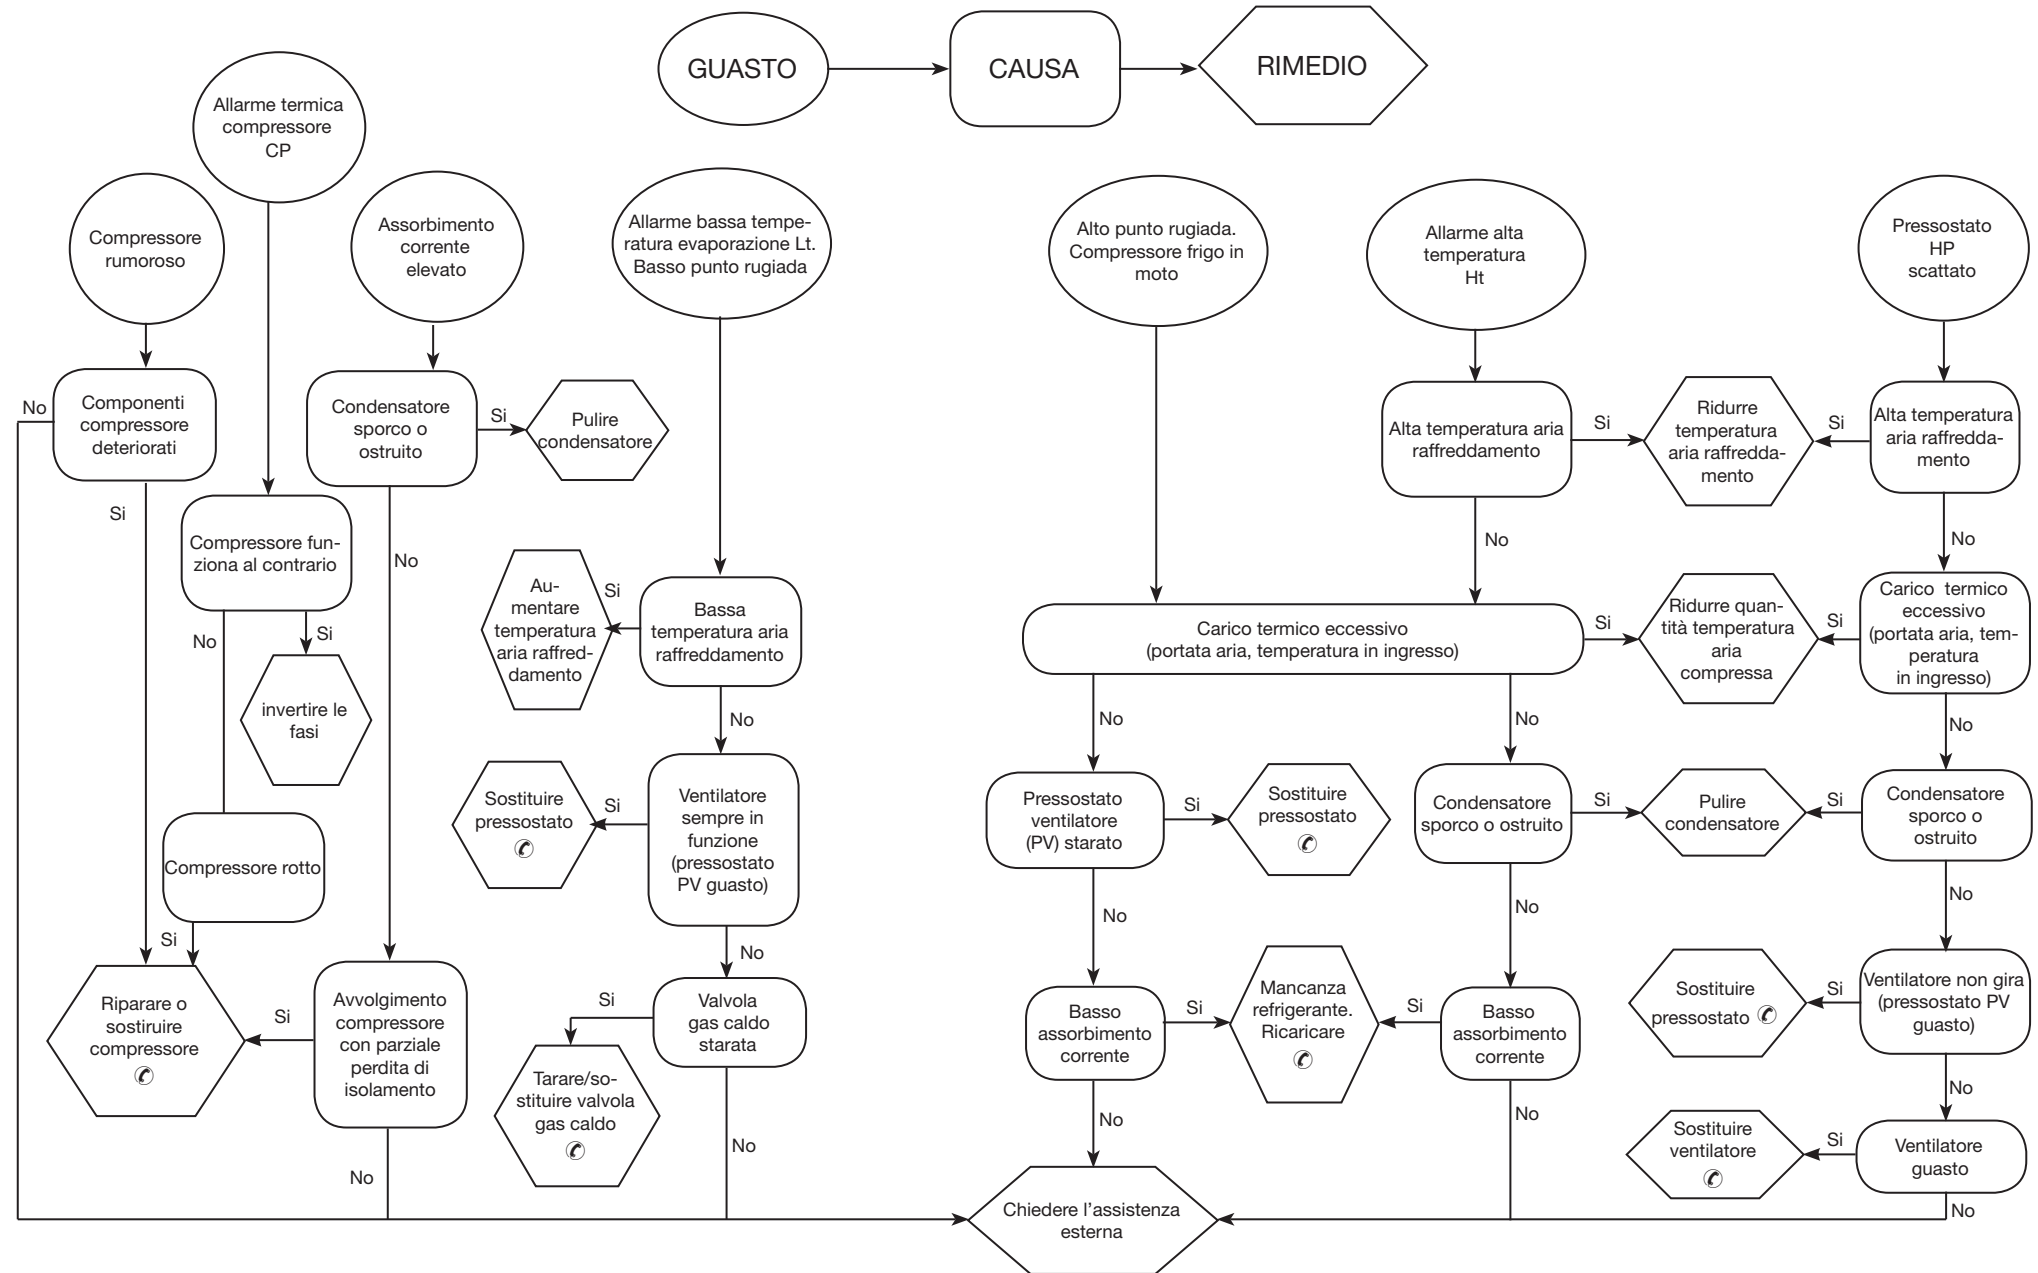 GUASTO
CAUSA
RIMEDIO
Allarme termica
compressore
CP
Compressore
rumoroso
Assorbimento
corrente
elevato
Allarme bassa tempe-
ratura evaporazione Lt.
Basso punto rugiada
Alto punto rugiada.
Compressore frigo in
moto
Allarme alta
temperatura
Ht
Pressostato
HP
scattato
No
Componenti
compressore
deteriorati
Si
Condensatore
sporco o
ostruito
Si
Pulire
condensatore
No
Alta temperatura aria
raffreddamento
Si
Ridurre
temperatura
aria raffredda-
mento
Si
Alta temperatura
aria raffredda-
mento
No
No
Compressore fun-
ziona al contrario
No
Si
invertire le
fasi
Au-
mentare
temperatura
aria raffred-
damento
Si
Bassa
temperatura aria
raffreddamento
No
Carico termico eccessivo
(portata aria, temperatura in ingresso)
Si
Ridurre quan-
tità temperatura
aria
compressa
Si
Carico termico
eccessivo
(portata aria, tem-
peratura
in ingresso)
No
No
No
Sostituire
pressostato
Si
Ventilatore
sempre in
funzione
(pressostato
PV guasto)
No
Pressostato
ventilatore
(PV) starato
Si
Sostituire
pressostato
No
Condensatore
sporco o ostruito
Si
Pulire
condensatore
Si
Condensatore
sporco o
ostruito
No
No
Compressore rotto
Si
Riparare o
sostiruire
compressore
Si
Avvolgimento
compressore
con parziale
perdita di
isolamento
No
Si
Valvola
gas caldo
starata
Tarare/so-
stituire valvola
gas caldo
No
Basso
assorbimento
corrente
Si
Mancanza
refrigerante.
Ricaricare
Si
Basso
assorbimento
corrente
No
No
Sostituire
pressostato
Si
Ventilatore non gira
(pressostato PV
guasto)
No
Sostituire
ventilatore
Si
Ventilatore
guasto
No
Chiedere l’assistenza
esterna